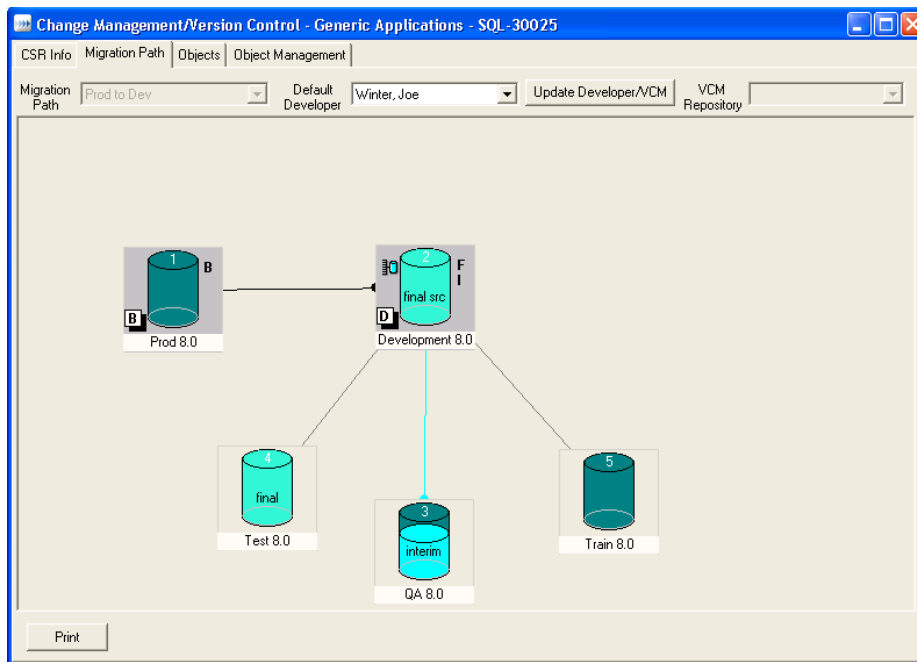 Change Management/Version Control - Generic Applications - SQL-30025
CSR Info Migration Path Objects Object Management
Migration Path Prod to Dev Default Developer Winter, Joe Update Developer/VCM VCM Repository
1 B
B
Prod 8.0
2 F
I
final src
D
Development 8.0
4
final
Test 8.0
3
interim
QA 8.0
5
Train 8.0
Print